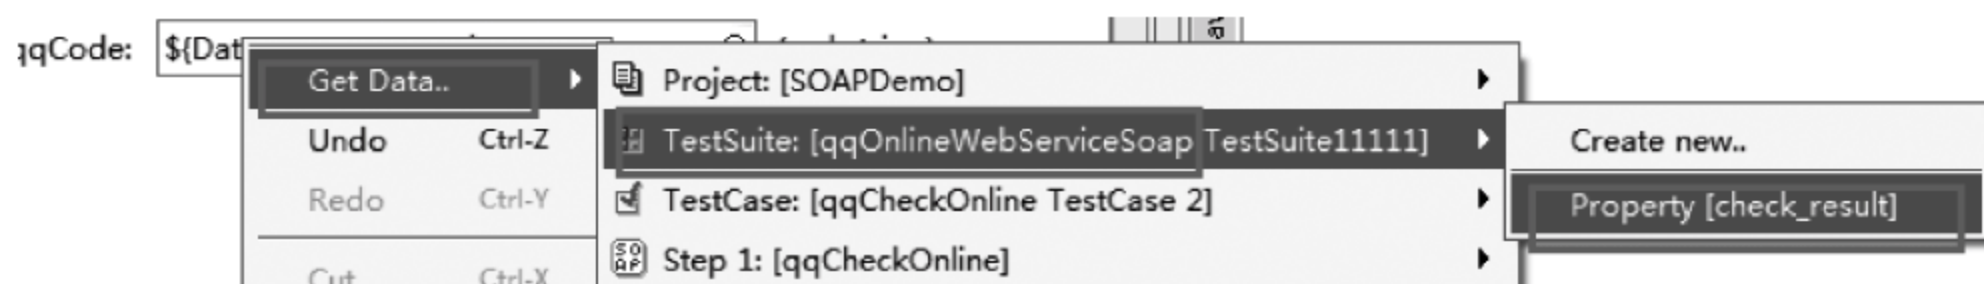 qqCode: ${Dat
Get Data..
Undo Ctrl-Z
Redo Ctrl-Y
Cut Ctrl-X
Project: [SOAPDemo]
TestSuite: [qqOnlineWebServiceSoap TestSuite11111]
TestCase: [qqCheckOnline TestCase 2]
Step 1: [qqCheckOnline]
Create new..
Property [check_result]